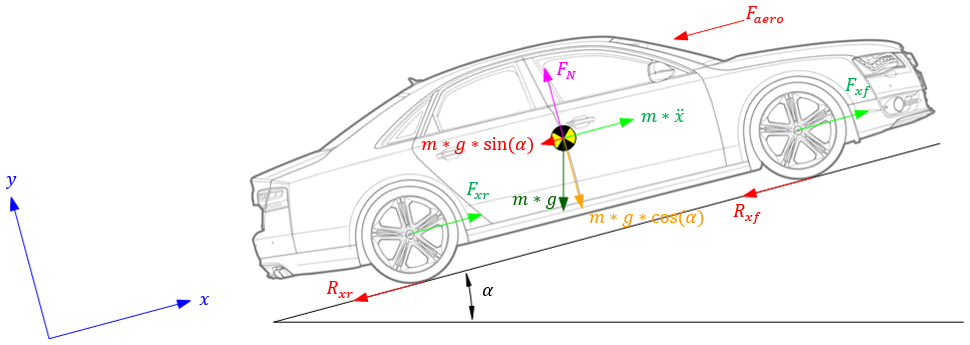 F_aero
F_N
F_xf
m * ẍ
m * g * sin(α)
F_xr
m * g
m * g * cos(α)
R_xf
y
x
R_xr
α